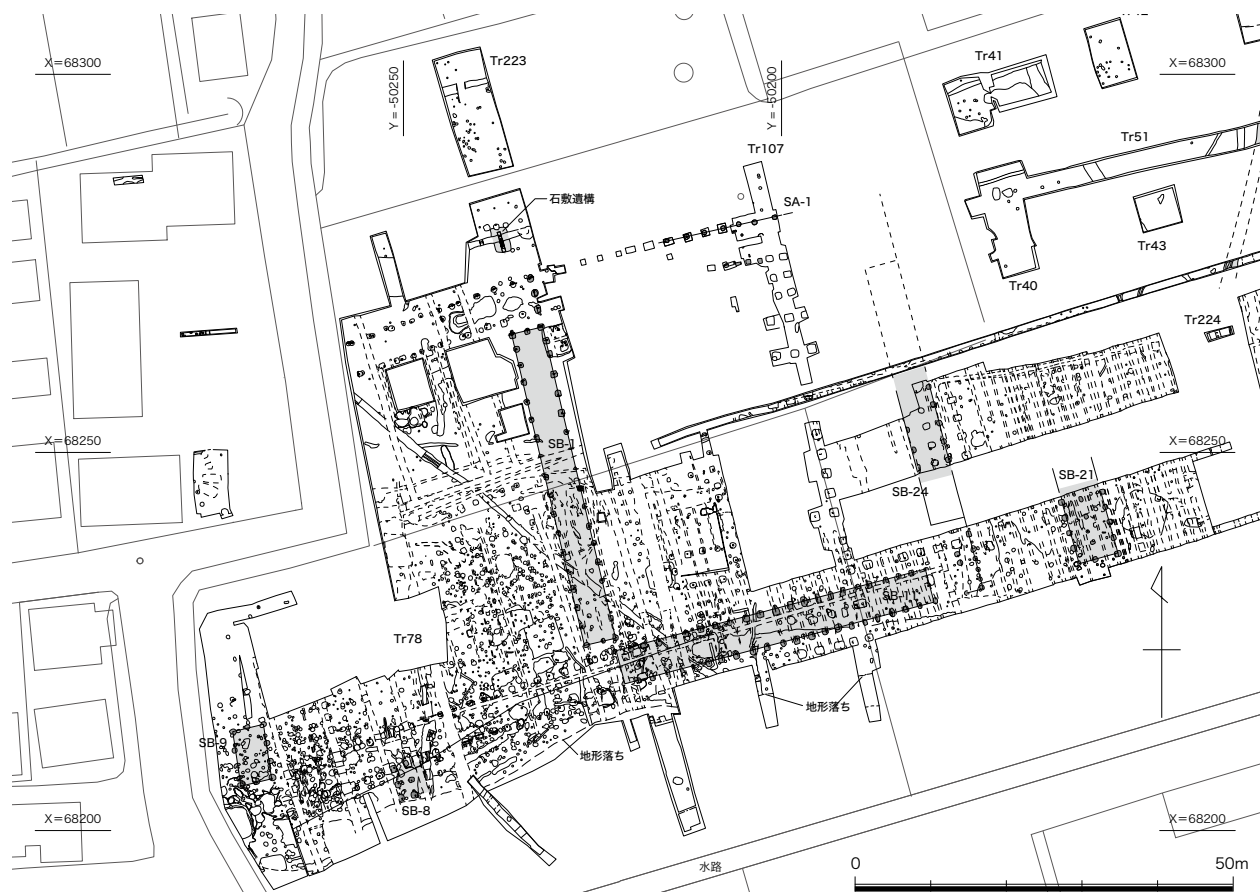 X＝68300
Y = -50250
Tr223
Y = -50200
Tr41
X＝68300
Tr107
Tr51
石敷遺構
SA-1
Tr43
Tr40
Tr224
X＝68250
SB-1
X＝68250
SB-21
SB-24
Tr78
地形落ち
SB-9
地形落ち
SB-8
X＝68200
X＝68200
水路
0
50m